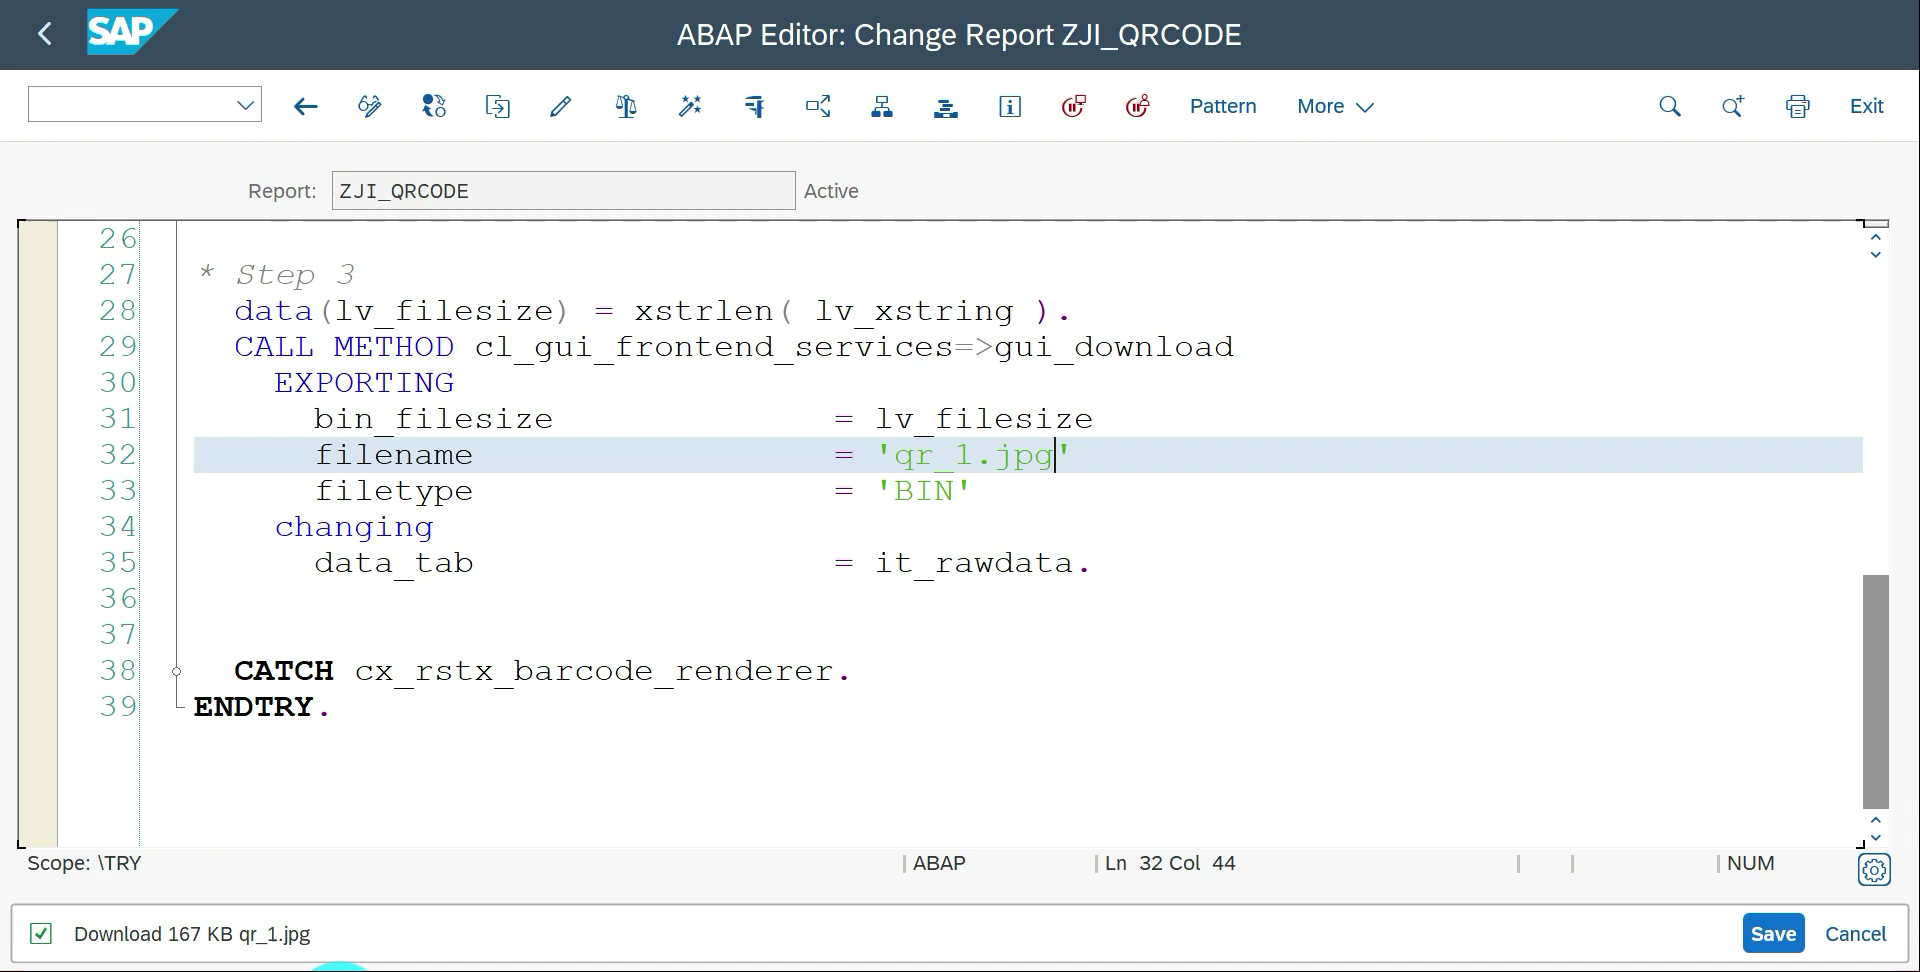 SAP
ABAP Editor: Change Report ZJI_QRCODE
Pattern
More
Exit
Report: ZJI_QRCODE Active
26
27 * Step 3
28 data(lv_filesize) = xstrlen( lv_xstring ).
29 CALL METHOD cl_gui_frontend_services=>gui_download
30 EXPORTING
31 bin_filesize = lv_filesize
32 filename = 'qr_1.jpg'
33 filetype = 'BIN'
34 changing
35 data_tab = it_rawdata.
36
37
38 CATCH cx_rstx_barcode_renderer.
39 ENDTRY.
Scope: \TRY | ABAP | Ln 32 Col 44 | | | NUM
Download 167 KB qr_1.jpg
Save
Cancel